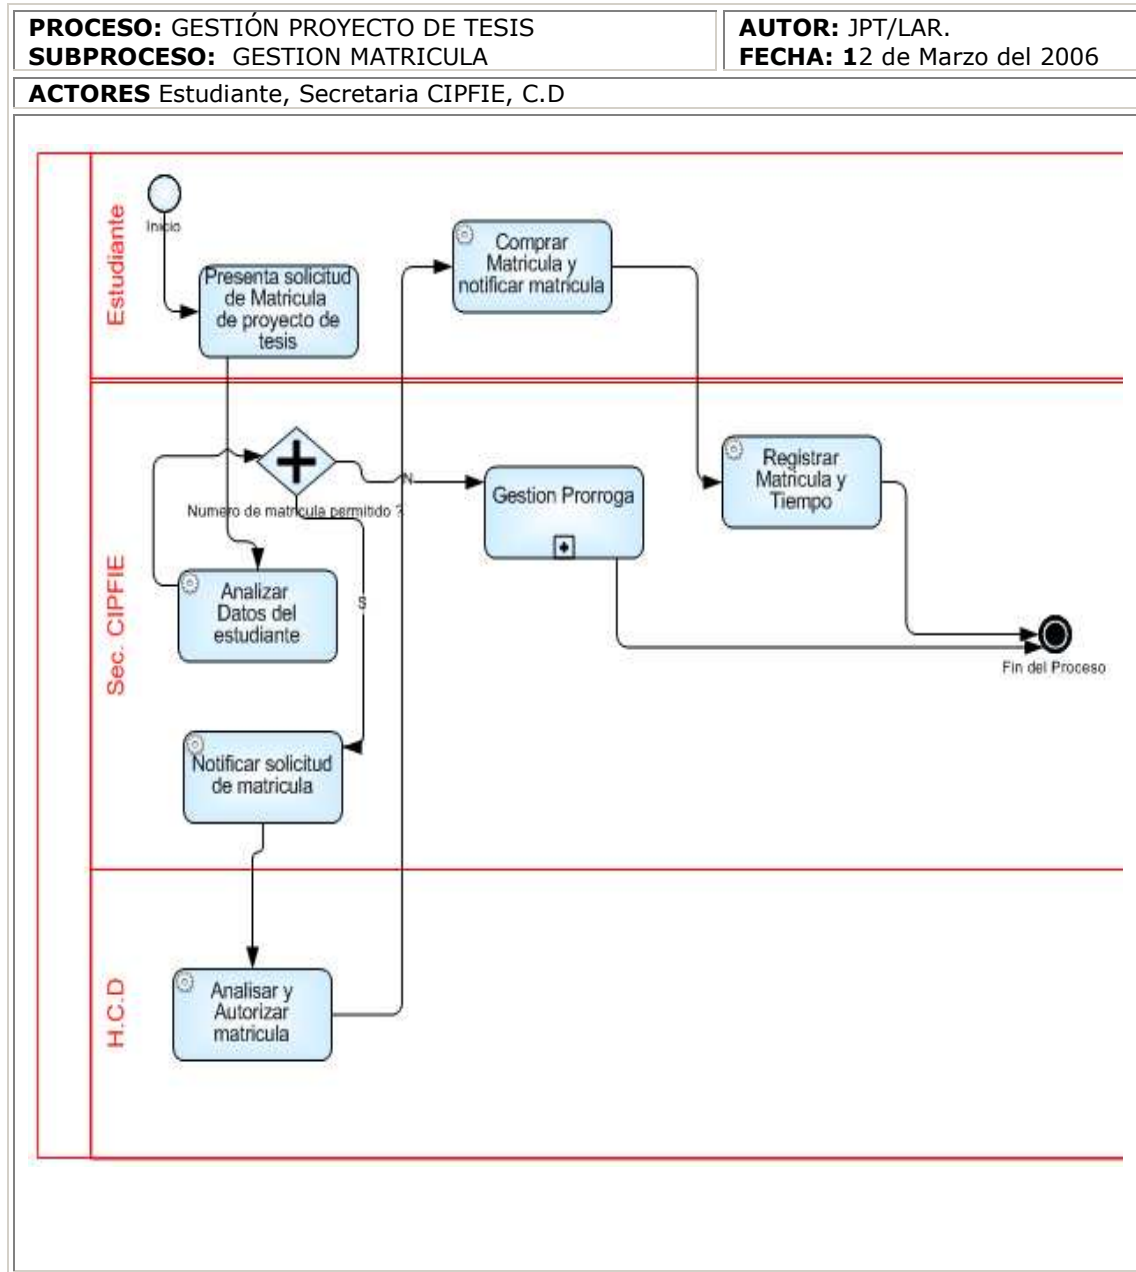 PROCESO: GESTIÓN PROYECTO DE TESIS
SUBPROCESO: GESTION MATRICULA
AUTOR: JPT/LAR.
FECHA: 12 de Marzo del 2006
ACTORES Estudiante, Secretaria CIPFIE, C.D
Estudiante
Inicio
Presenta solicitud
de Matricula
de proyecto de
tesis
Comprar
Matricula y
notificar matricula
Sec. CIPFIE
Numero de matricula permitido ?
N
S
Gestion Prorroga
Registrar
Matricula y
Tiempo
Analizar
Datos del
estudiante
Fin del Proceso
Notificar solicitud
de matricula
H.C.D
Analisar y
Autorizar
matricula